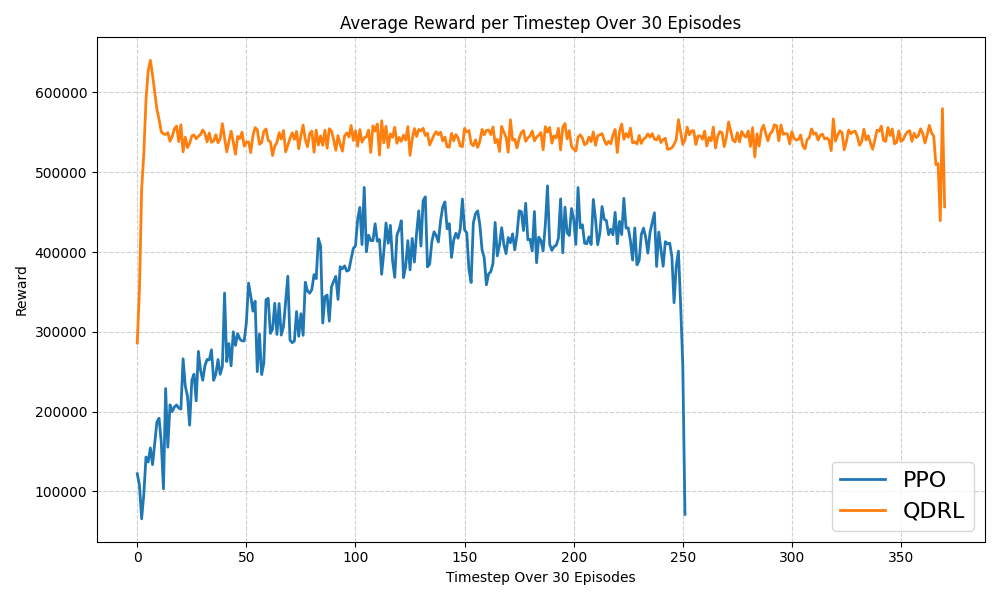 Average Reward per Timestep Over 30 Episodes
Reward
600000
500000
400000
300000
200000
100000
0
50
100
150
200
250
300
350
Timestep Over 30 Episodes
PPO
QDRL